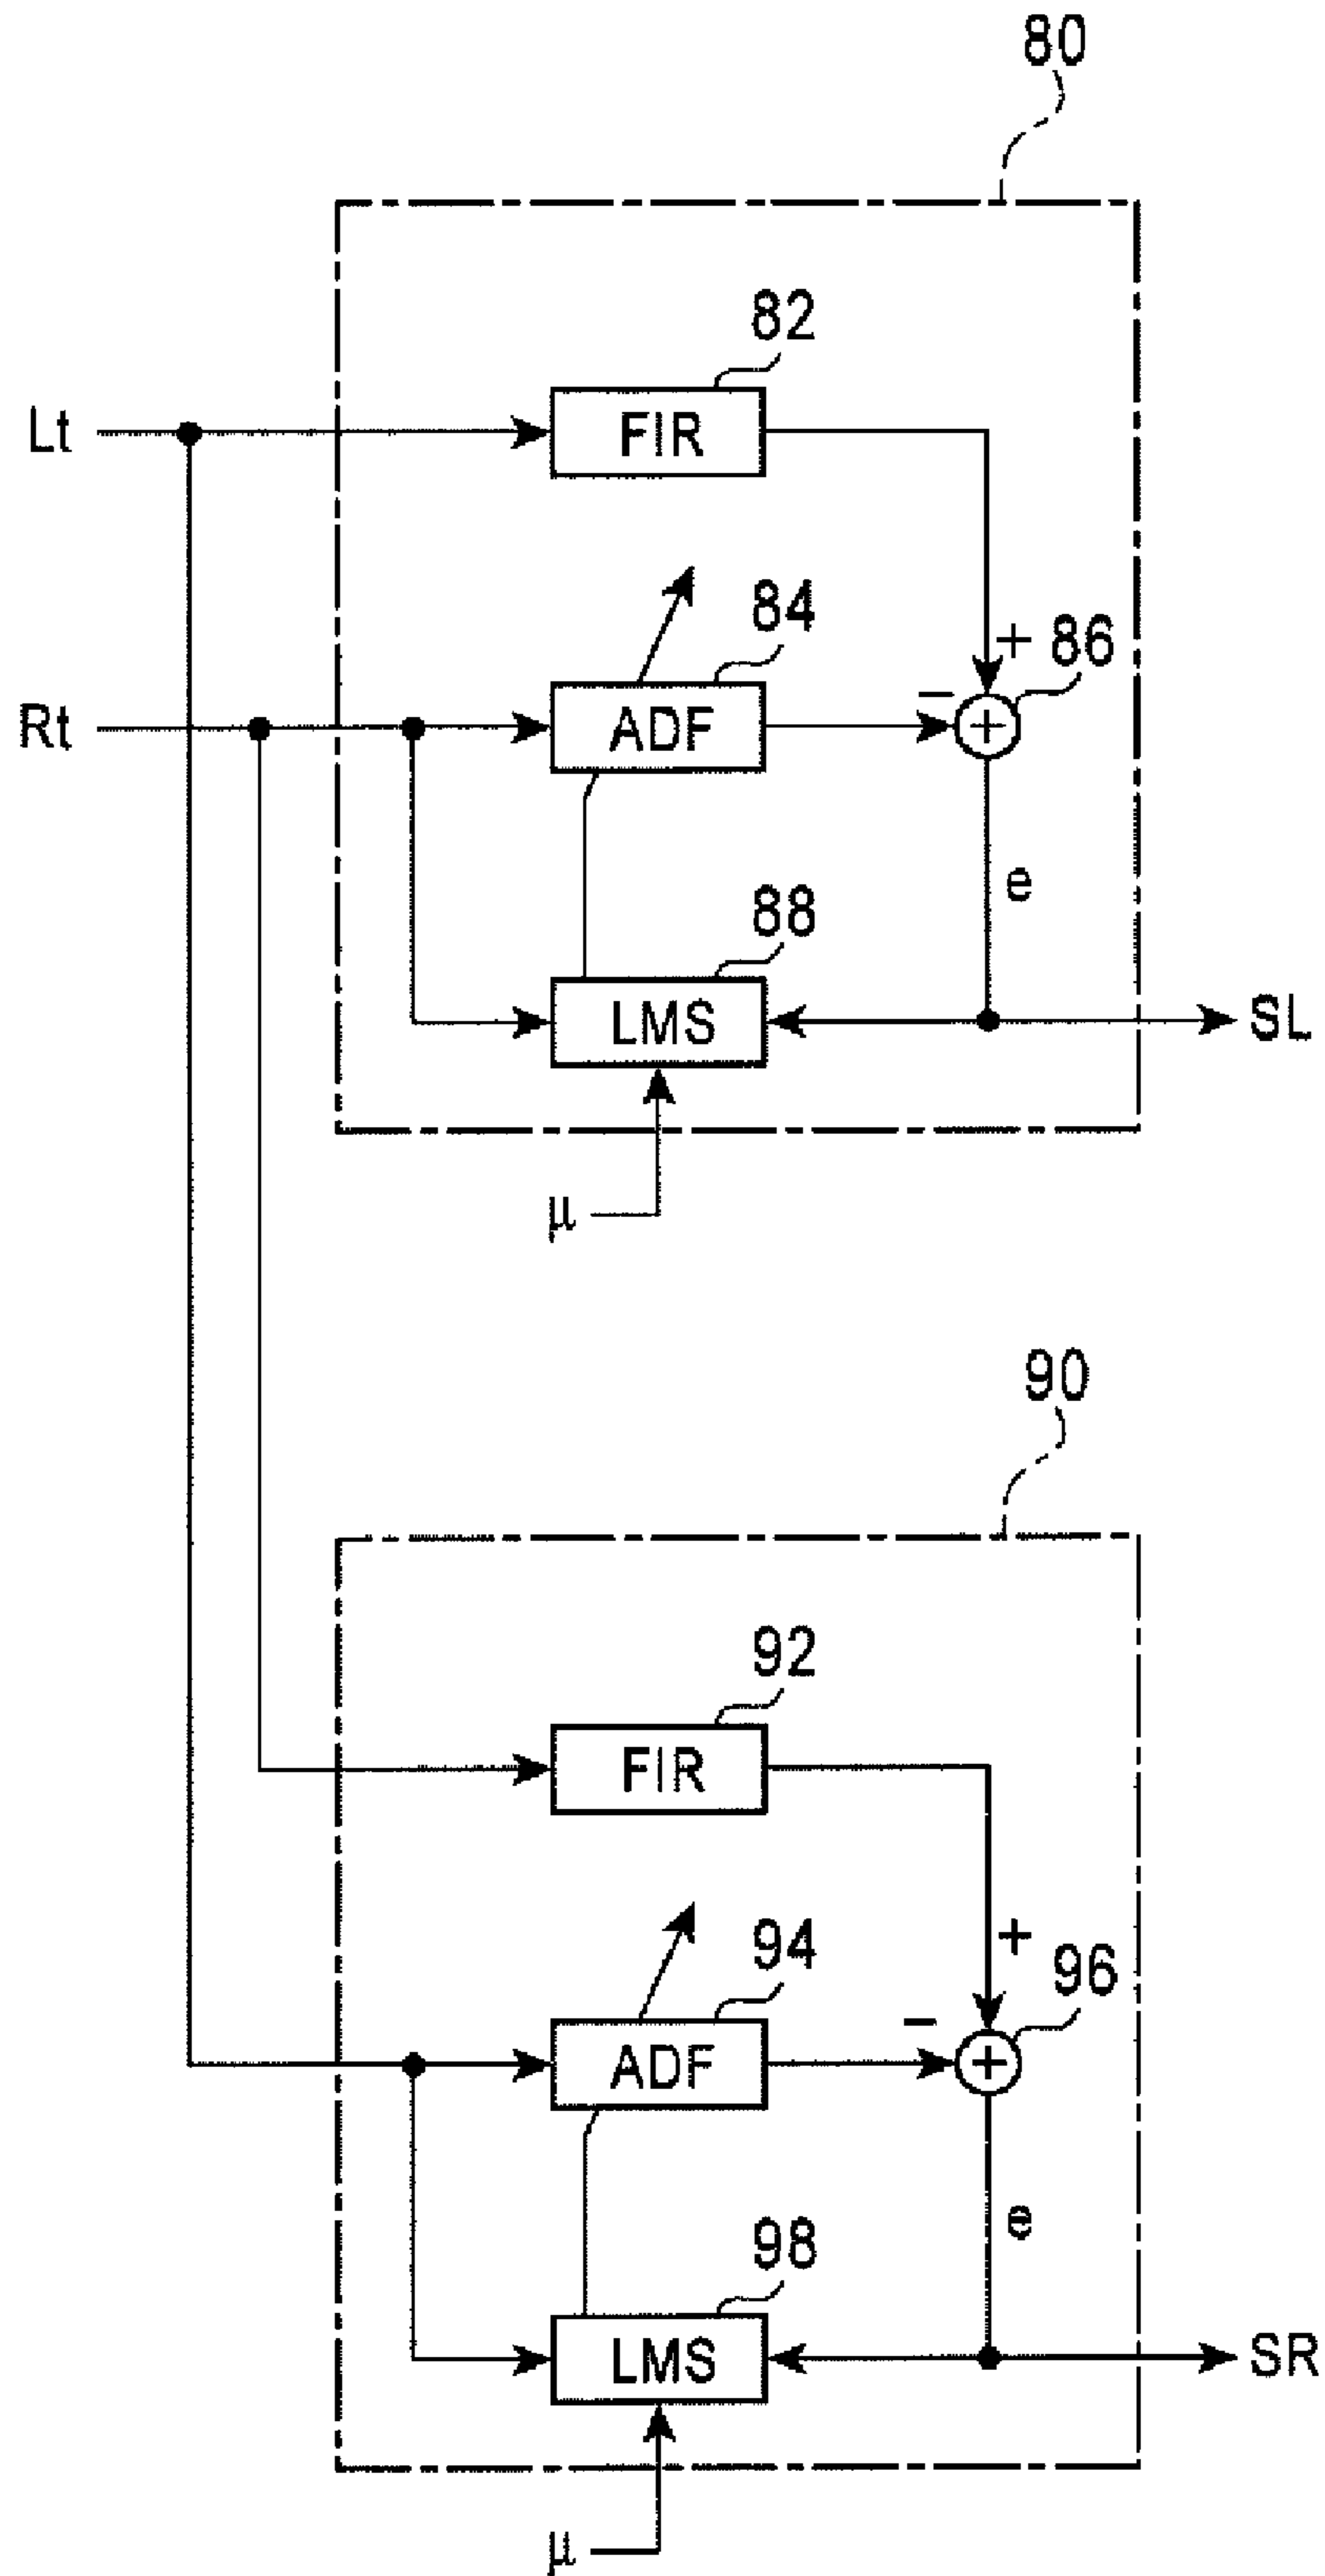 80
82
Lt
FIR
84
+
86
Rt
ADF
−
+
e
88
LMS
SL
μ
90
92
FIR
94
+
96
ADF
−
+
e
98
LMS
SR
μ